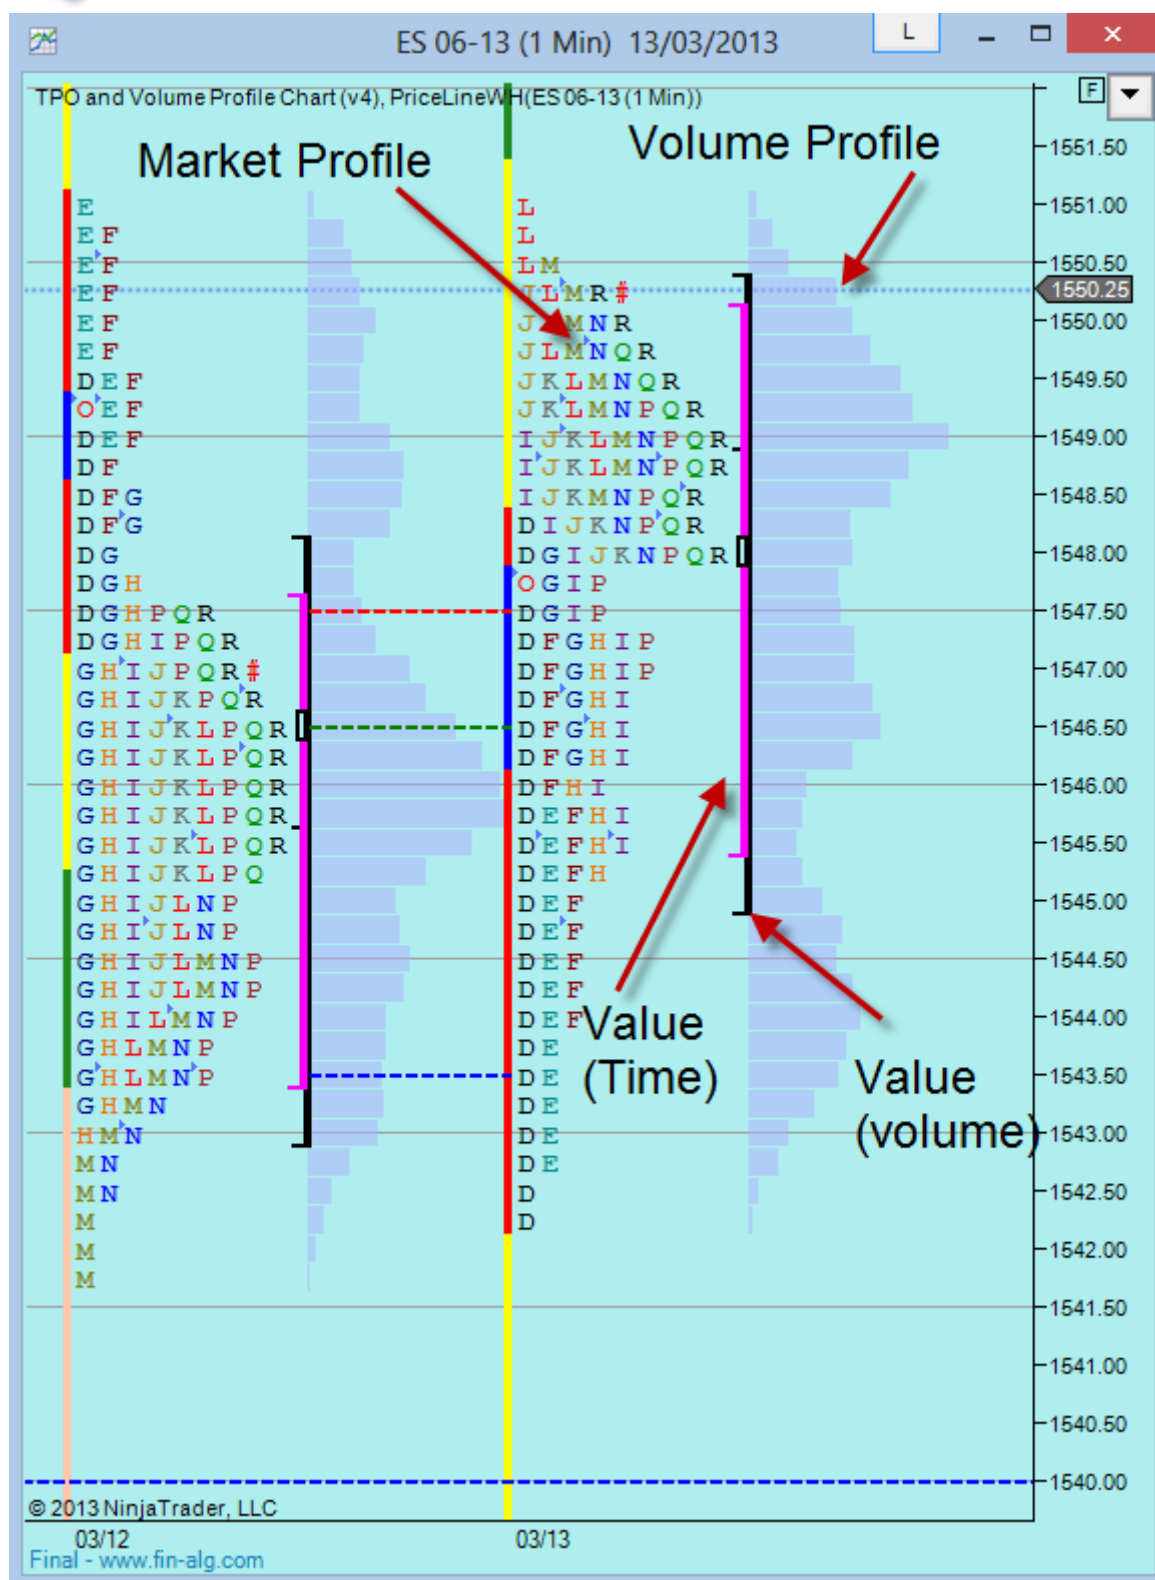 ES 06-13 (1 Min)  13/03/2013
L
TPO and Volume Profile Chart (v4), PriceLineWH(ES 06-13 (1 Min))
F
Market Profile
Volume Profile
1551.50
E L 1551.00
E F L
E F L M 1550.50
E F J L M R # 1550.25
E F J M N R 1550.00
E F J L M N Q R
D E F J K L M N Q R 1549.50
O E F J K L M N P Q R
D E F I J K L M N P Q R 1549.00
D F I J K L M N P Q R
D F G I J K M N P Q R 1548.50
D F G D I J K N P Q R
D G D G I J K N P Q R 1548.00
D G H O G I P
D G H P Q R D G I P 1547.50
D G H I P Q R D F G H I P
G H I J P Q R # D F G H I P 1547.00
G H I J K P Q R D F G H I
G H I J K L P Q R D F G H I 1546.50
G H I J K L P Q R D F G H I
G H I J K L P Q R D F H I 1546.00
G H I J K L P Q R D E F H I
G H I J K L P Q R D E F H I 1545.50
G H I J K L P Q D E F H
G H I J L N P D E F 1545.00
G H I J L N P D E F
G H I J L M N P D E F 1544.50
G H I J L M N P D E F
G H I L M N P D E F 1544.00
G H L M N P D E
G H L M N P D E 1543.50
G H M N D E
H M N D E 1543.00
M N D E
M N D 1542.50
M D
M 1542.00
M
Value
(Time)
Value
(volume)
1541.50
1541.00
1540.50
1540.00
© 2013 NinjaTrader, LLC
03/12 03/13
Final - www.fin-alg.com